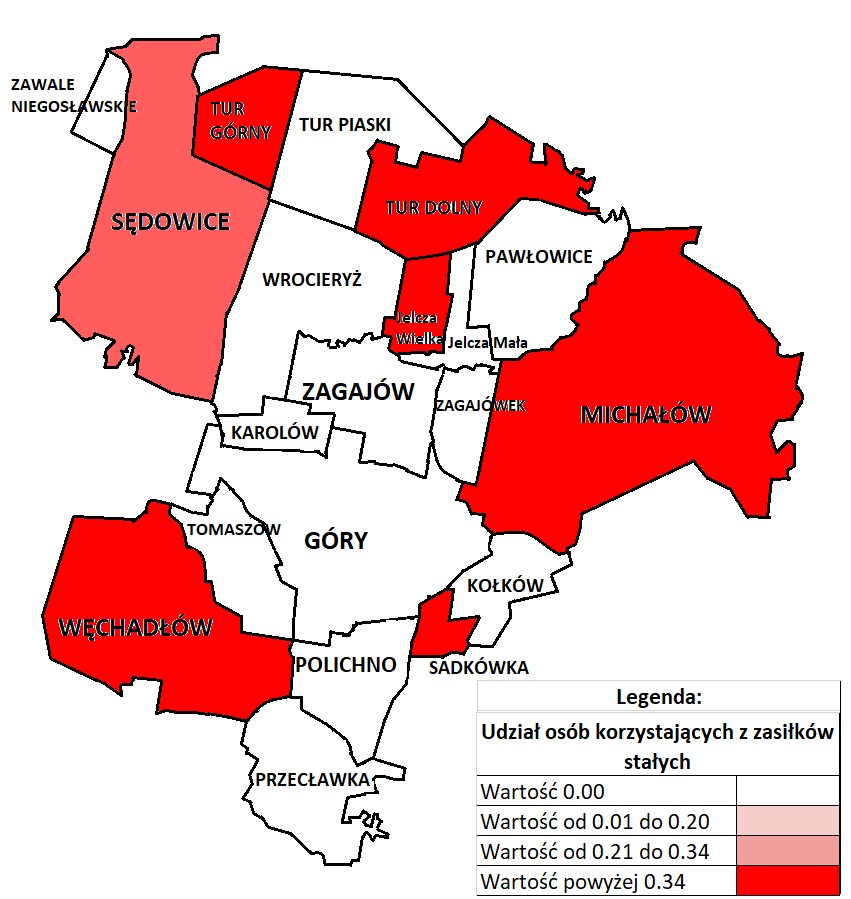 ZAWALE
NIEGOSŁAWSKIE
TUR
GÓRNY
TUR PIASKI
TUR DOLNY
SĘDOWICE
WROCIERYŻ
PAWŁOWICE
Jelcza
Wielka
Jelcza Mała
ZAGAJÓW
ZAGAJÓWEK
MICHAŁÓW
KAROLÓW
TOMASZÓW
GÓRY
KOŁKÓW
WĘCHADŁÓW
POLICHNO
SADKÓWKA
PRZECŁAWKA
Legenda:
Udział osób korzystających z zasiłków
stałych
Wartość 0.00
Wartość od 0.01 do 0.20
Wartość od 0.21 do 0.34
Wartość powyżej 0.34